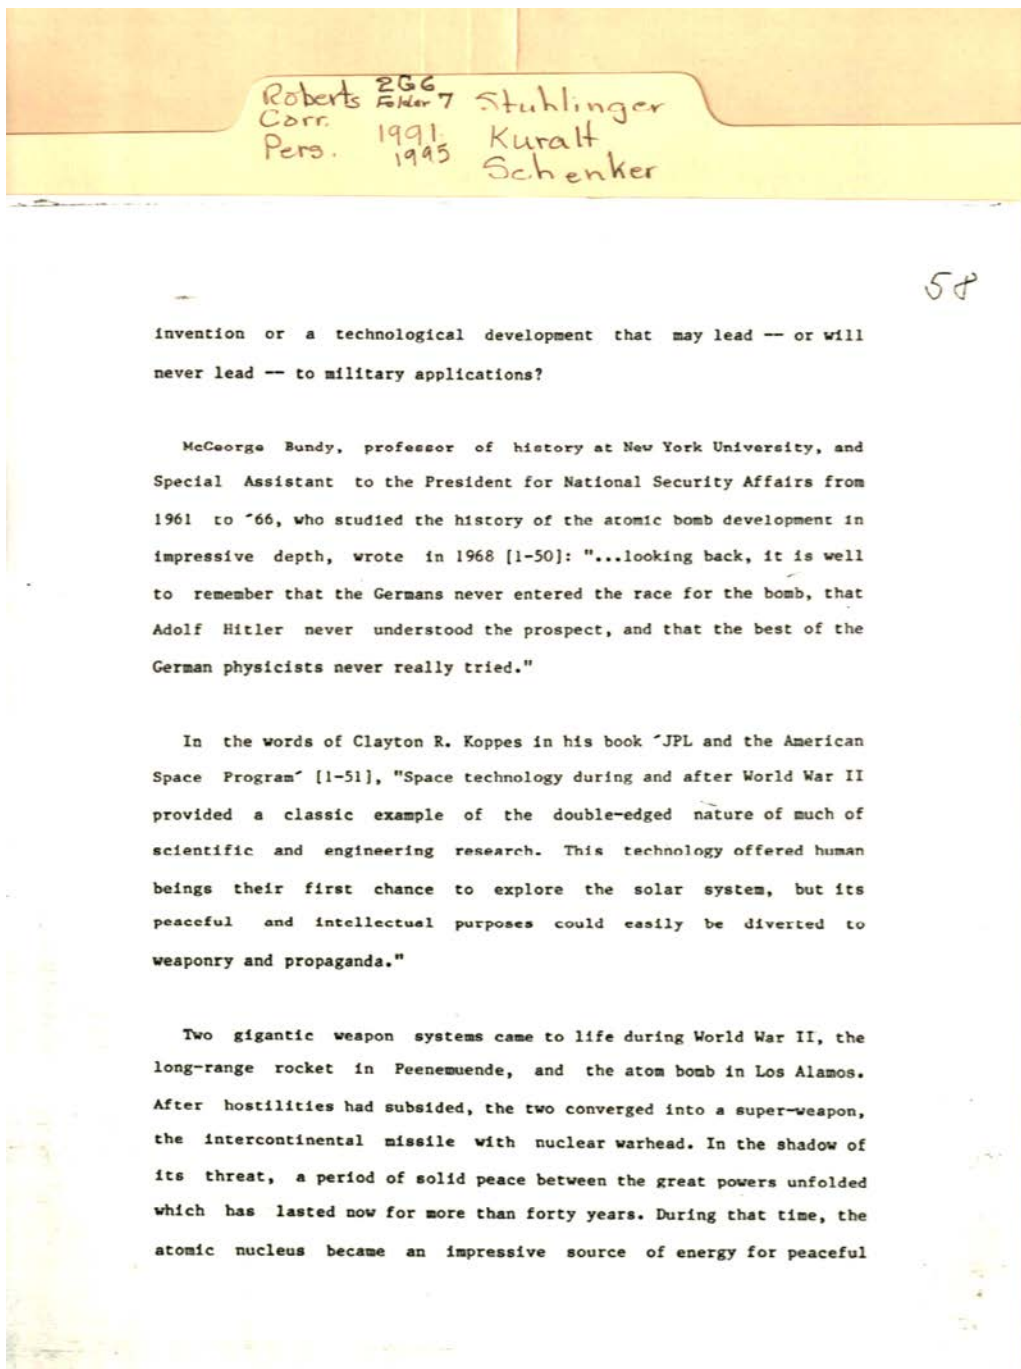 Roberts 2G6 Folder 7 Stuhlinger
Corr. 1991 Kuralt
Pers. 1995 Schenker
58
invention or a technological development that may lead -- or will
never lead -- to military applications?
McGeorge Bundy, professor of history at New York University, and
Special Assistant to the President for National Security Affairs from
1961 to ´66, who studied the history of the atomic bomb development in
impressive depth, wrote in 1968 [1-50]: "...looking back, it is well
to remember that the Germans never entered the race for the bomb, that
Adolf Hitler never understood the prospect, and that the best of the
German physicists never really tried."
In the words of Clayton R. Koppes in his book ´JPL and the American
Space Program´ [1-51], "Space technology during and after World War II
provided a classic example of the double-edged nature of much of
scientific and engineering research. This technology offered human
beings their first chance to explore the solar system, but its
peaceful and intellectual purposes could easily be diverted to
weaponry and propaganda."
Two gigantic weapon systems came to life during World War II, the
long-range rocket in Peenemuende, and the atom bomb in Los Alamos.
After hostilities had subsided, the two converged into a super-weapon,
the intercontinental missile with nuclear warhead. In the shadow of
its threat, a period of solid peace between the great powers unfolded
which has lasted now for more than forty years. During that time, the
atomic nucleus became an impressive source of energy for peaceful